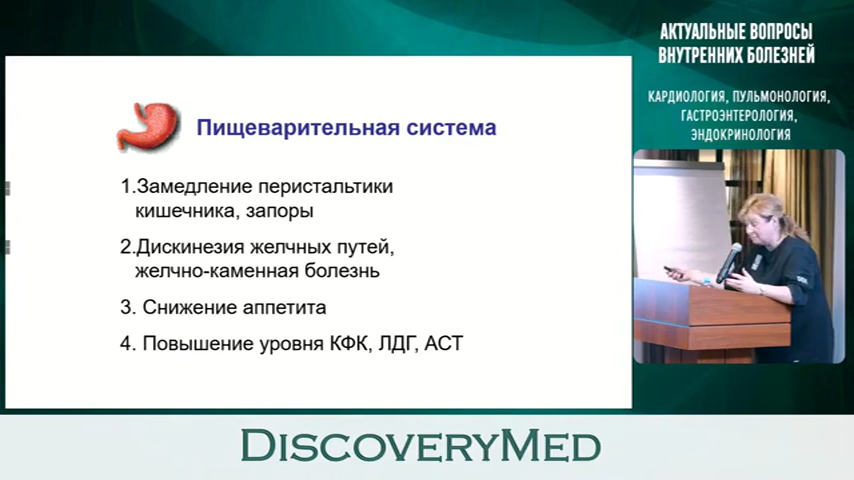 АКТУАЛЬНЫЕ ВОПРОСЫ
ВНУТРЕННИХ БОЛЕЗНЕЙ
КАРДИОЛОГИЯ, ПУЛЬМОНОЛОГИЯ,
ГАСТРОЭНТЕРОЛОГИЯ,
ЭНДОКРИНОЛОГИЯ
Пищеварительная система
1.Замедление перистальтики
кишечника, запоры
2.Дискинезия желчных путей,
желчно-каменная болезнь
3. Снижение аппетита
4. Повышение уровня КФК, ЛДГ, АСТ
DISCOVERYMED